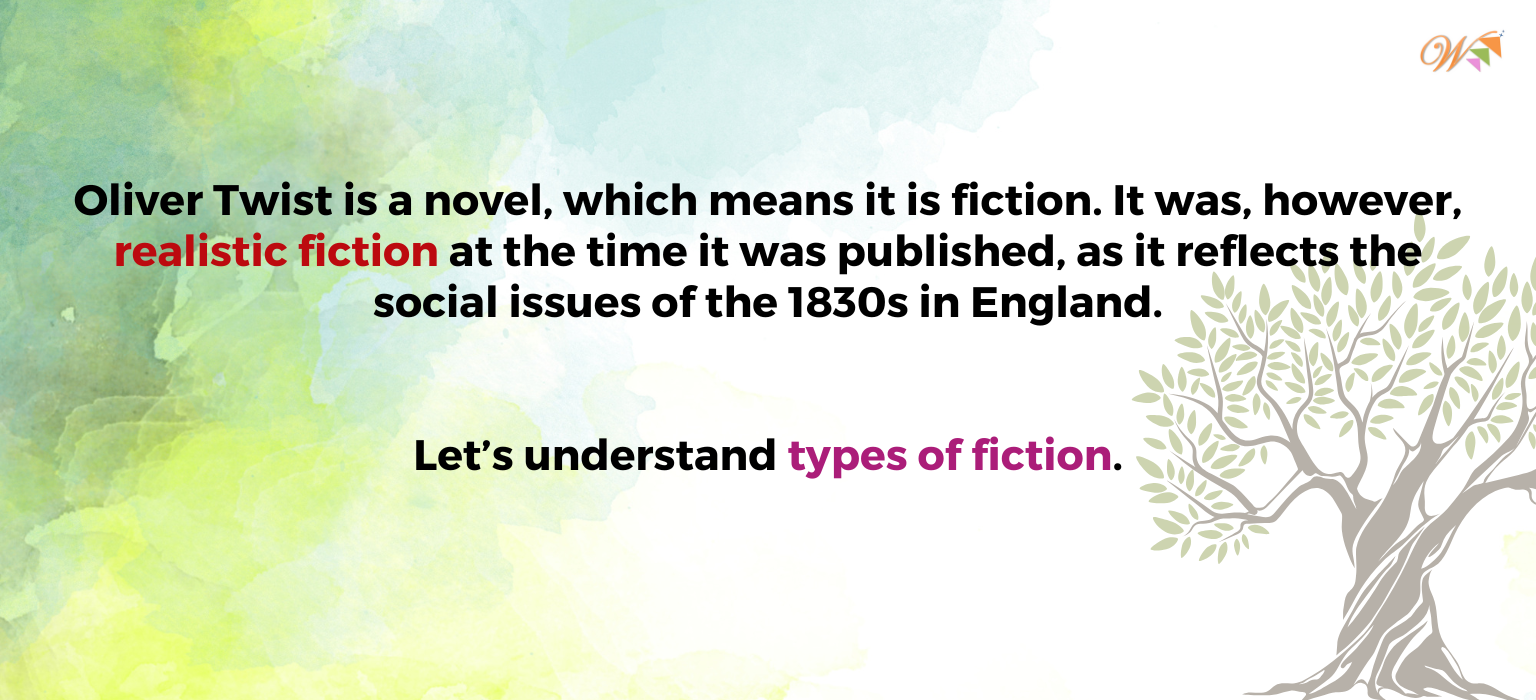 W
Oliver Twist is a novel, which means it is fiction. It was, however,
realistic fiction at the time it was published, as it reflects the
social issues of the 1830s in England.
Let’s understand types of fiction.